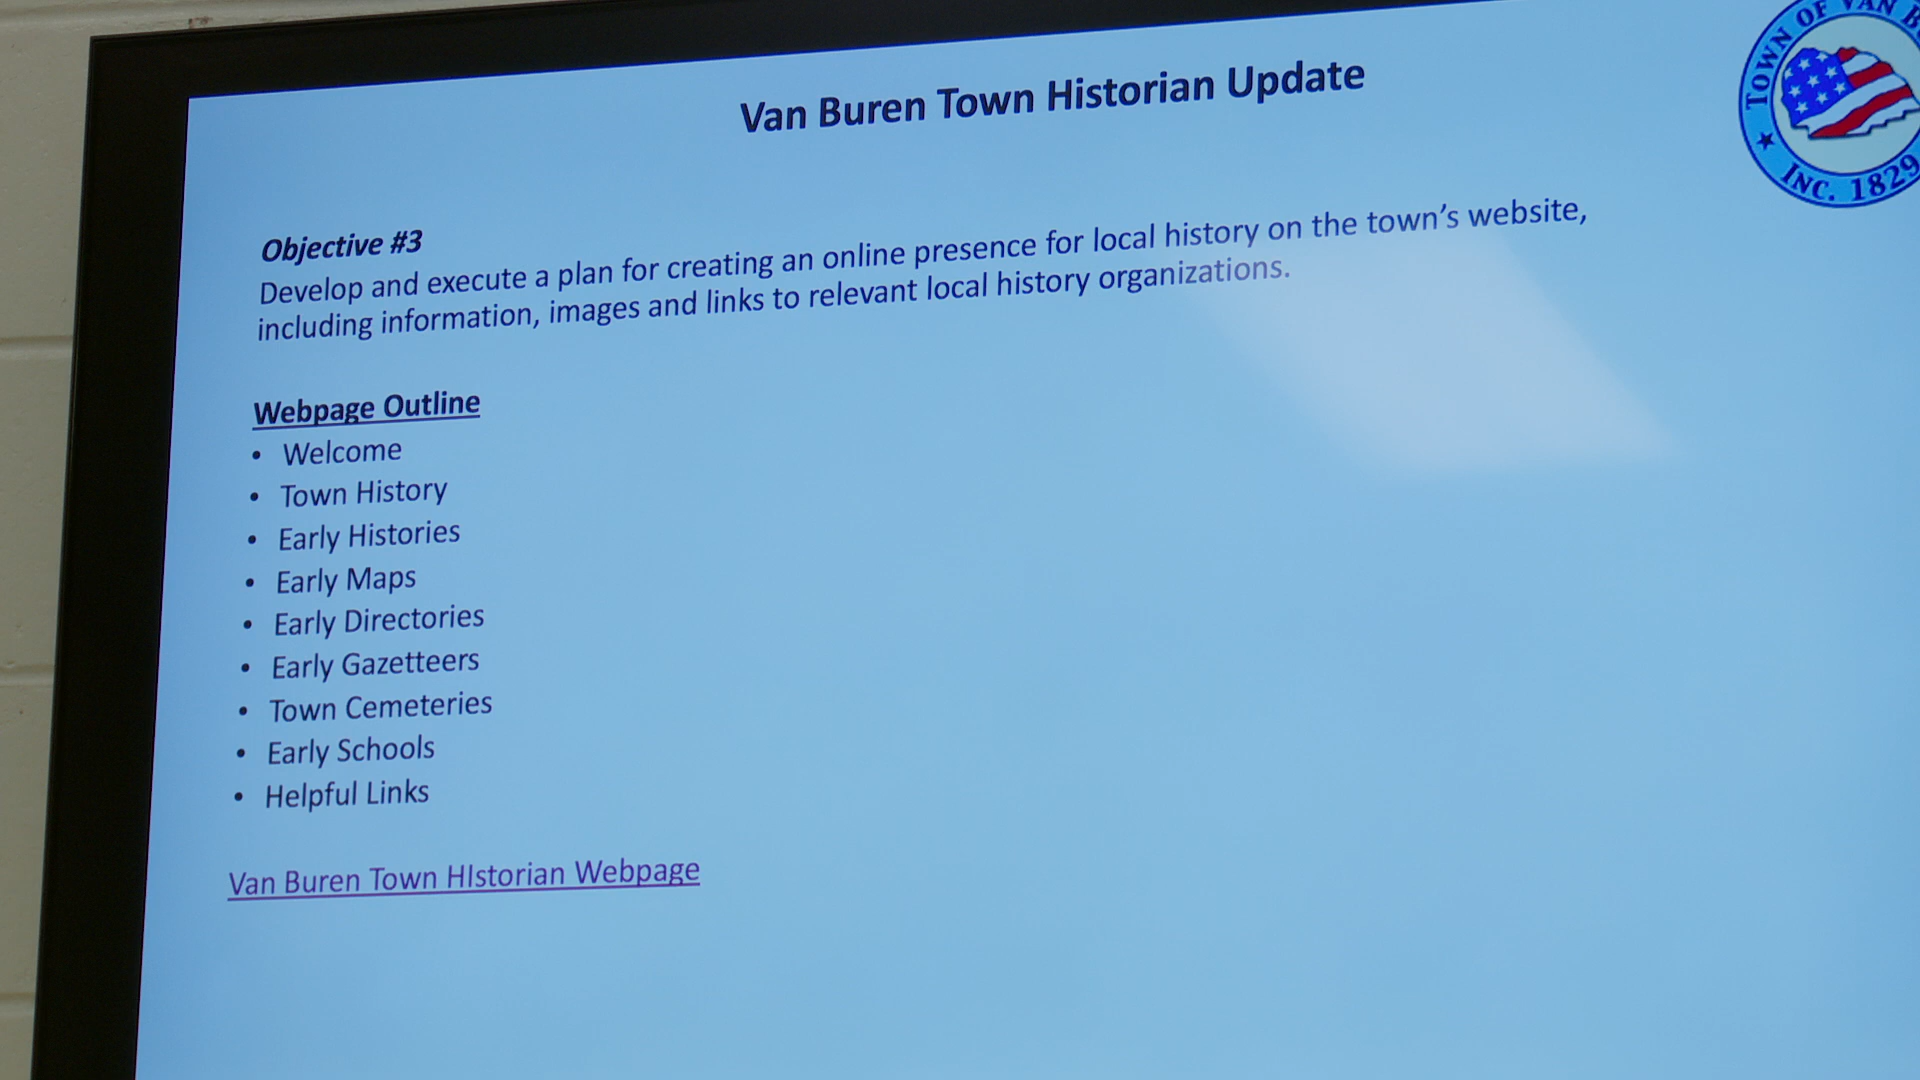 Van Buren Town Historian Update
TOWN OF VAN
INC. 1829
Objective #3
Develop and execute a plan for creating an online presence for local history on the town's website,
including information, images and links to relevant local history organizations.
Webpage Outline
• Welcome
• Town History
• Early Histories
• Early Maps
• Early Directories
• Early Gazetteers
• Town Cemeteries
• Early Schools
• Helpful Links
Van Buren Town HIstorian Webpage